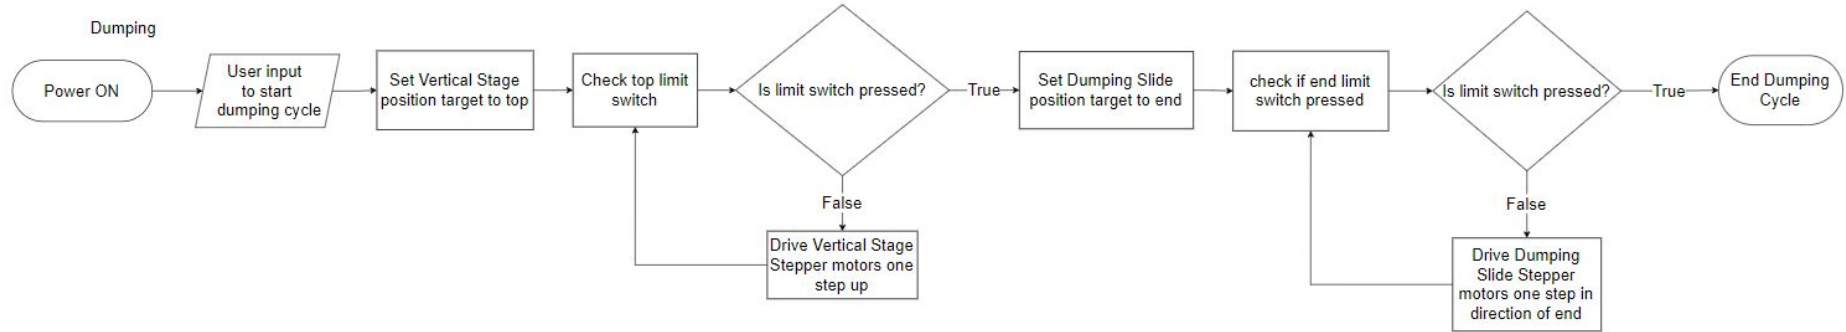 Dumping
Power ON
User input
to start
dumping cycle
Set Vertical Stage
position target to top
Check top limit
switch
Is limit switch pressed?
True
False
Drive Vertical Stage
Stepper motors one
step up
Set Dumping Slide
position target to end
check if end limit
switch pressed
Is limit switch pressed?
True
False
Drive Dumping
Slide Stepper
motors one step in
direction of end
End Dumping
Cycle